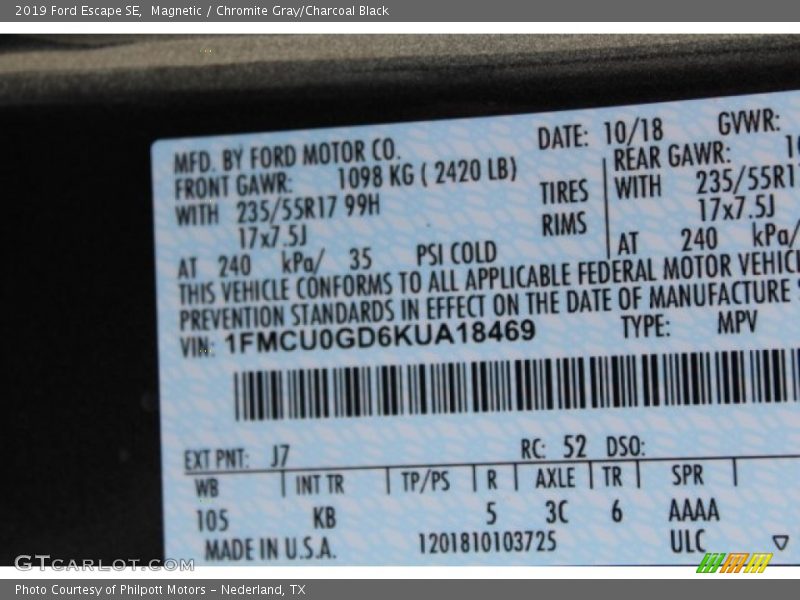 2019 Ford Escape SE, Magnetic / Chromite Gray/Charcoal Black
MFD. BY FORD MOTOR CO. DATE: 10/18 GVWR:
FRONT GAWR: 1098 KG ( 2420 LB) REAR GAWR:
WITH 235/55R17 99H TIRES WITH 235/55R1
17x7.5J RIMS 17x7.5J
AT 240 kPa/ 35 PSI COLD AT 240 kPa/
THIS VEHICLE CONFORMS TO ALL APPLICABLE FEDERAL MOTOR VEHICL
PREVENTION STANDARDS IN EFFECT ON THE DATE OF MANUFACTURE
VIN: 1FMCU0GD6KUA18469 TYPE: MPV
EXT PNT: J7 RC: 52 DSO:
WB INT TR TP/PS R AXLE TR SPR
105 KB 5 3C 6 AAAA
MADE IN U.S.A. 1201810103725 ULC
GTCARLOT.COM
Photo Courtesy of Philpott Motors - Nederland, TX